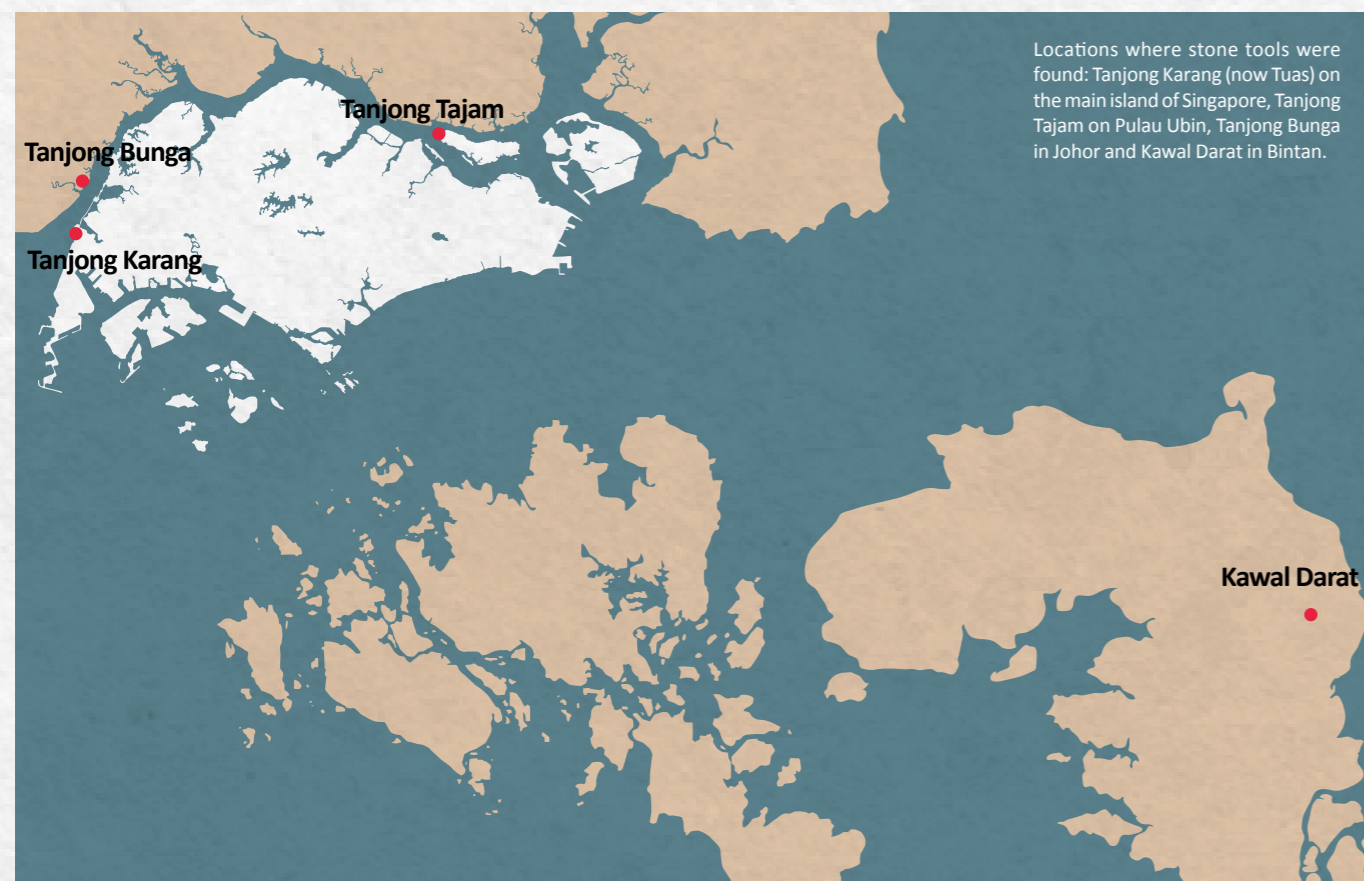 Locations where stone tools were
found: Tanjong Karang (now Tuas) on
the main island of Singapore, Tanjong
Tajam on Pulau Ubin, Tanjong Bunga
in Johor and Kawal Darat in Bintan.
Tanjong Tajam
Tanjong Bunga
Tanjong Karang
Kawal Darat